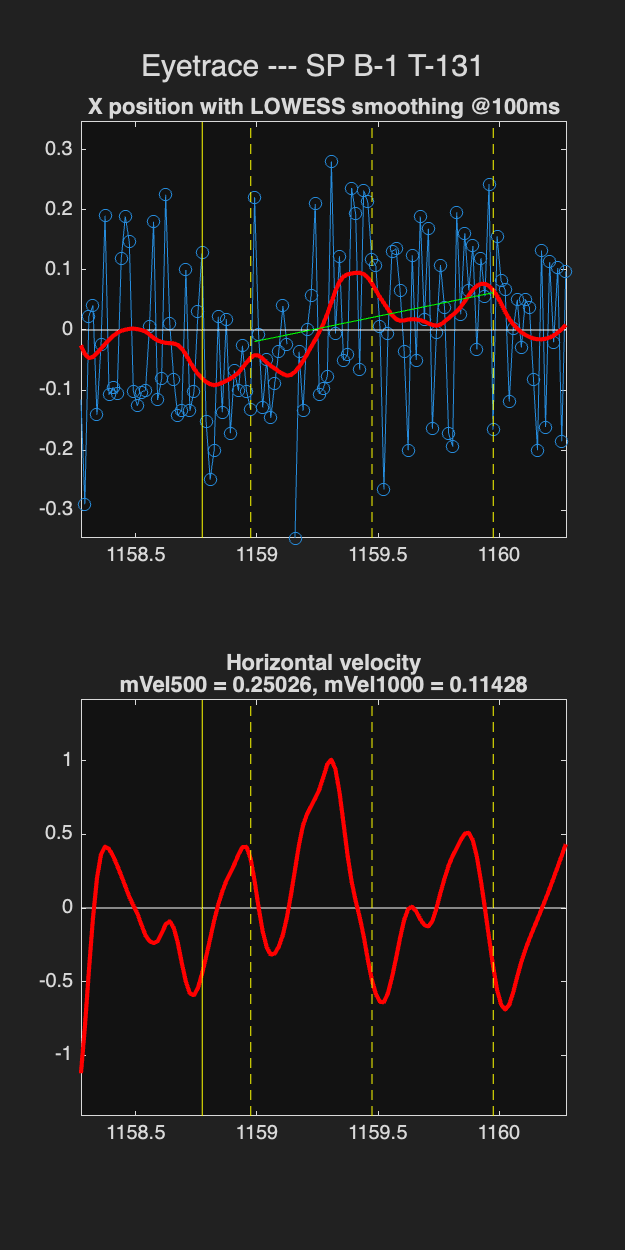 Eyetrace --- SP B-1 T-131
X position with LOWESS smoothing @100ms
0.3
0.2
0.1
0
-0.1
-0.2
-0.3
1158.5 1159 1159.5 1160
Horizontal velocity
mVel500 = 0.25026, mVel1000 = 0.11428
1
0.5
0
-0.5
-1
1158.5 1159 1159.5 1160